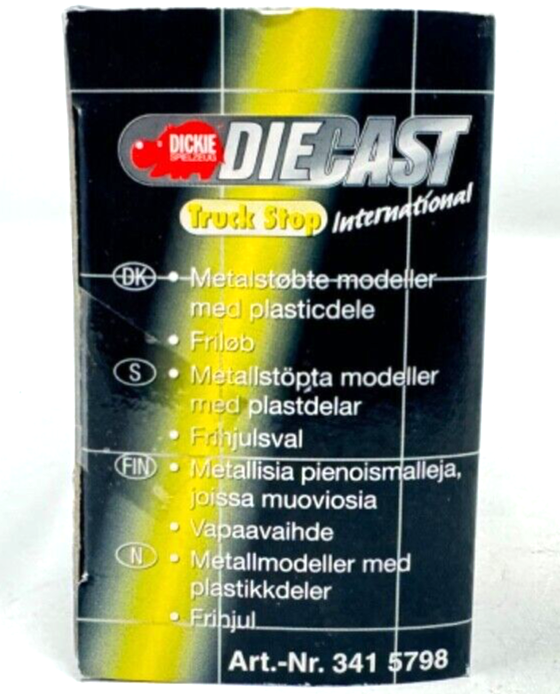 DICKIE
SPIELZEUG
DIECAST
Truck Stop International
DK • Metalstøbte modeller
med plasticdele
• Friløb
S • Metallstöpta modeller
med plastdelar
• Frihjulsval
FIN • Metallisia pienoismalleja,
joissa muoviosia
• Vapaavaihde
N • Metallmodeller med
plastikkdeler
• Frihjul
Art.-Nr. 341 5798